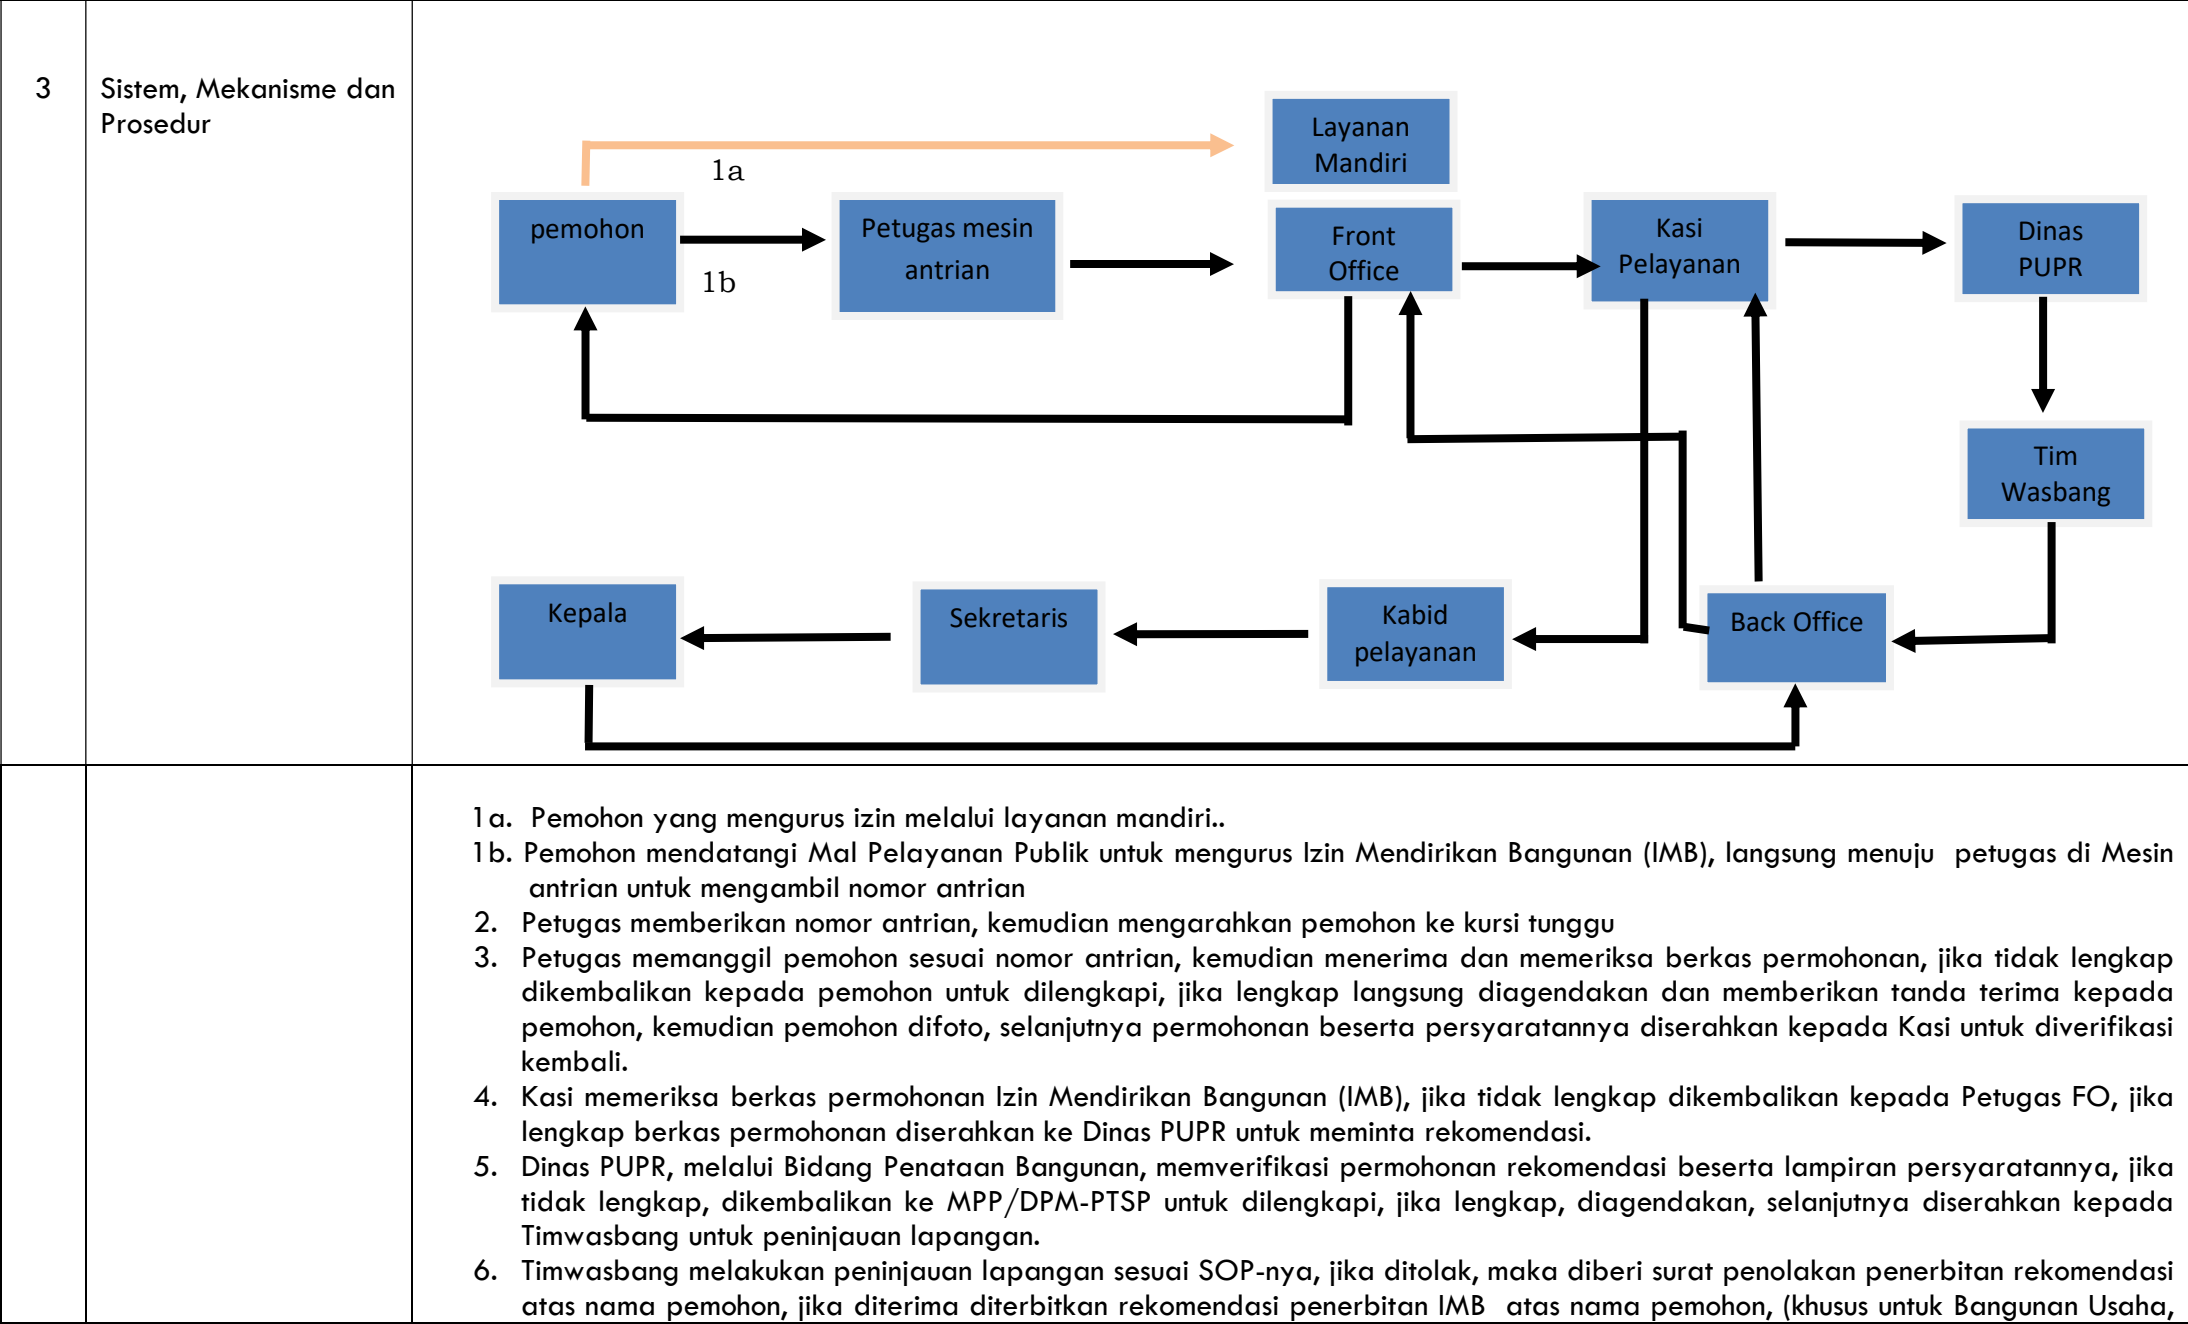 3
Sistem, Mekanisme dan
Prosedur
Layanan
Mandiri
1a
pemohon
Petugas mesin
antrian
Front
Office
Kasi
Pelayanan
Dinas
PUPR
1b
Tim
Wasbang
Kepala
Sekretaris
Kabid
pelayanan
Back Office
1a. Pemohon yang mengurus izin melalui layanan mandiri..
1b. Pemohon mendatangi Mal Pelayanan Publik untuk mengurus Izin Mendirikan Bangunan (IMB), langsung menuju petugas di Mesin
antrian untuk mengambil nomor antrian
2. Petugas memberikan nomor antrian, kemudian mengarahkan pemohon ke kursi tunggu
3. Petugas memanggil pemohon sesuai nomor antrian, kemudian menerima dan memeriksa berkas permohonan, jika tidak lengkap
dikembalikan kepada pemohon untuk dilengkapi, jika lengkap langsung diagendakan dan memberikan tanda terima kepada
pemohon, kemudian pemohon difoto, selanjutnya permohonan beserta persyaratannya diserahkan kepada Kasi untuk diverifikasi
kembali.
4. Kasi memeriksa berkas permohonan Izin Mendirikan Bangunan (IMB), jika tidak lengkap dikembalikan kepada Petugas FO, jika
lengkap berkas permohonan diserahkan ke Dinas PUPR untuk meminta rekomendasi.
5. Dinas PUPR, melalui Bidang Penataan Bangunan, memverifikasi permohonan rekomendasi beserta lampiran persyaratannya, jika
tidak lengkap, dikembalikan ke MPP/DPM-PTSP untuk dilengkapi, jika lengkap, diagendakan, selanjutnya diserahkan kepada
Timwasbang untuk peninjauan lapangan.
6. Timwasbang melakukan peninjauan lapangan sesuai SOP-nya, jika ditolak, maka diberi surat penolakan penerbitan rekomendasi
atas nama pemohon, jika diterima diterbitkan rekomendasi penerbitan IMB atas nama pemohon, (khusus untuk Bangunan Usaha,